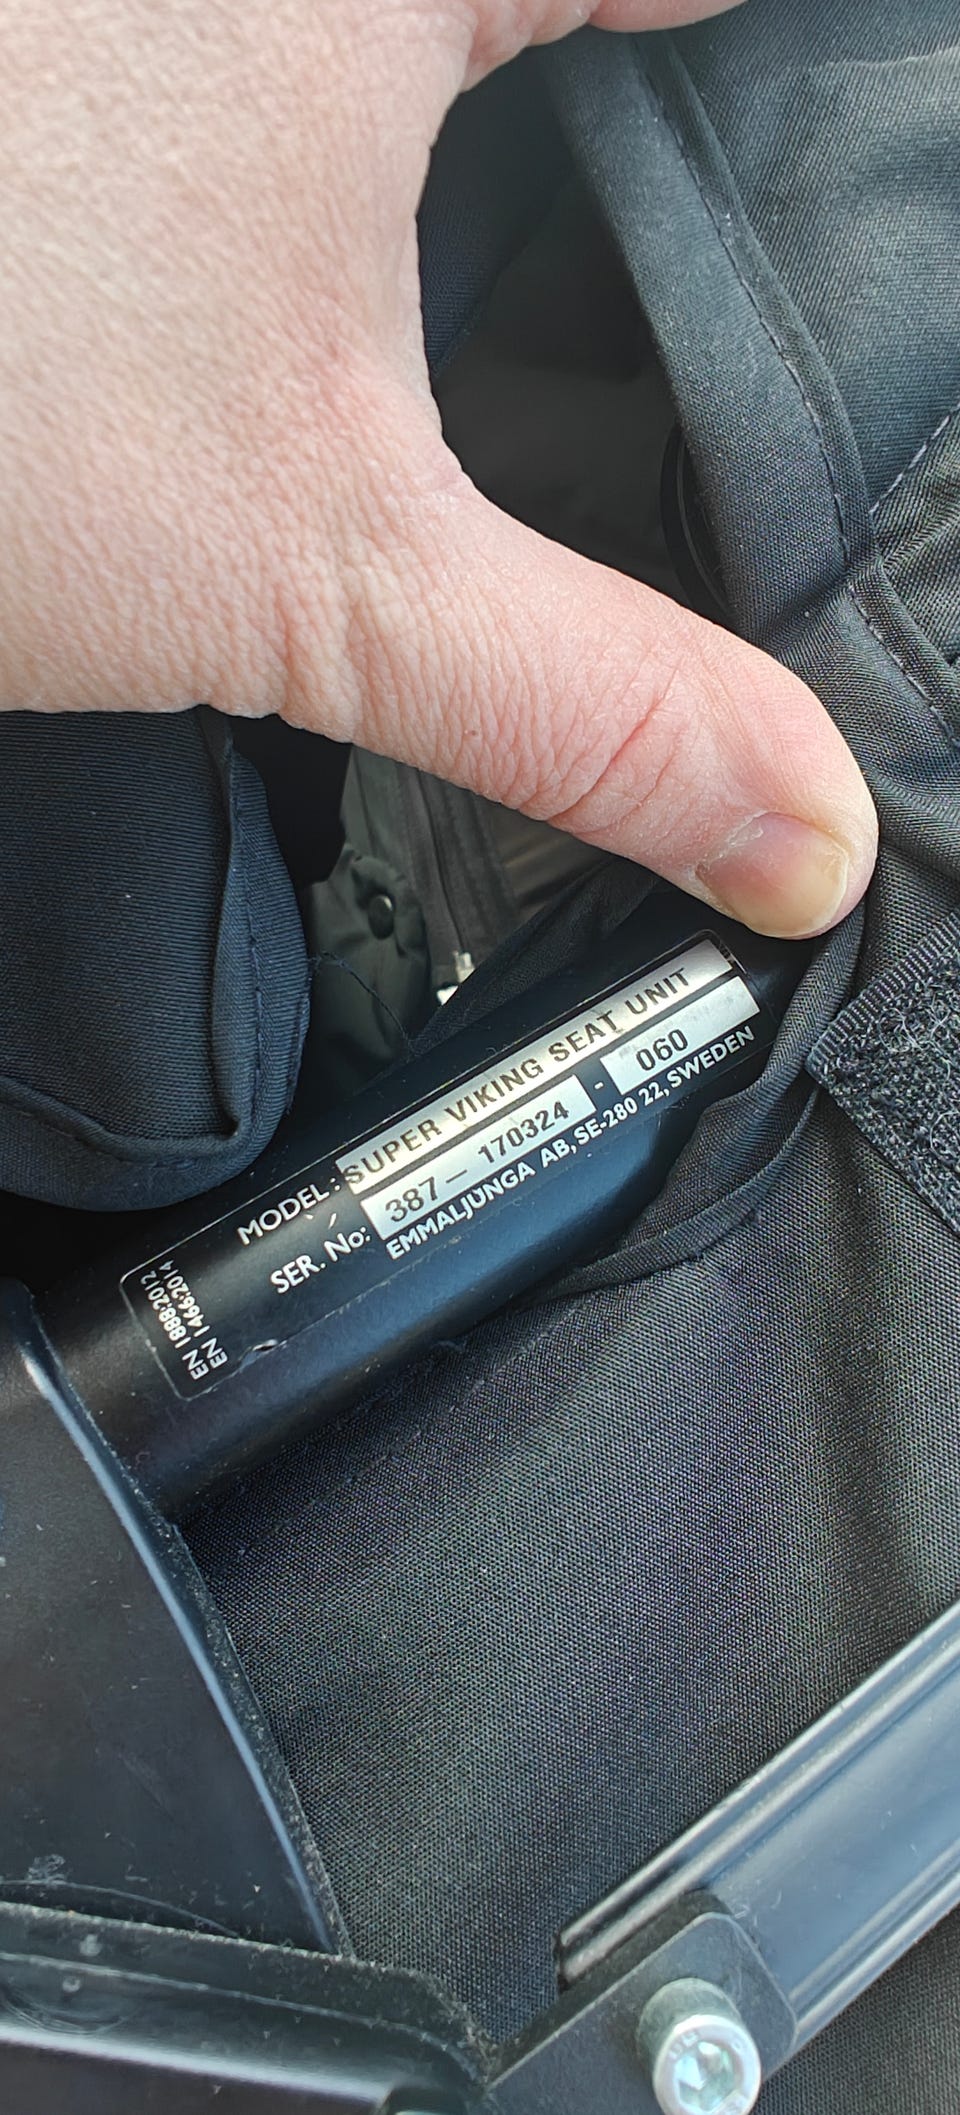 MODEL: SUPER VIKING SEAT UNIT
SER. No: 387-170324 - 060
EMMALJUNGA AB, SE-280 22, SWEDEN
EN 1888:2012
EN 1466:2014